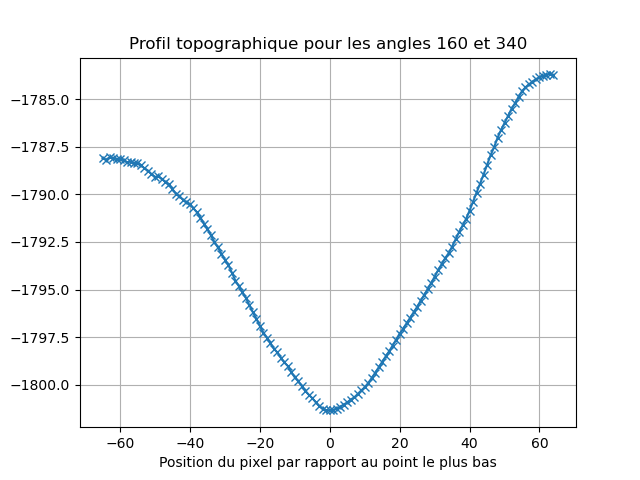 Profil topographique pour les angles 160 et 340
−1785.0
−1787.5
−1790.0
−1792.5
−1795.0
−1797.5
−1800.0
−60 −40 −20 0 20 40 60
Position du pixel par rapport au point le plus bas